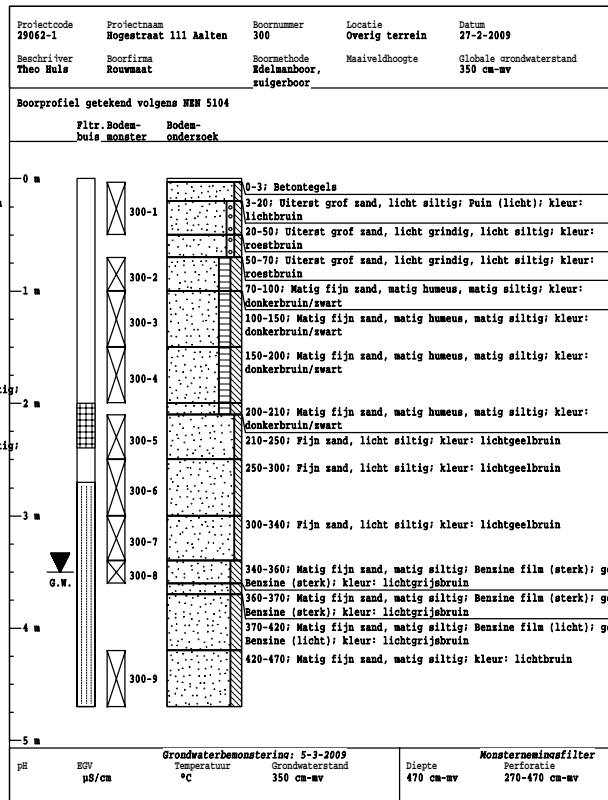 Projectcode Projectnaam Boornummer Locatie Datum
29062-1 Hogestraat 111 Aalten 300 Overig terrein 27-2-2009
Beschrijver Boorfirma Boormethode Maaiveldhoogte Globale grondwaterstand
Theo Huls Rouwmaat Edelmanboor, 350 cm-mv
zuigerboor
Boorprofiel getekend volgens NEN 5104
Fltr. Bodem- Bodem-
buis monster onderzoek
0 m
0-3; Betontegels
3-20; Uiterst grof zand, licht siltig; Puin (licht); kleur:
lichtbruin
300-1
20-50; Uiterst grof zand, licht grindig, licht siltig; kleur:
roestbruin
50-70; Uiterst grof zand, licht grindig, licht siltig; kleur:
roestbruin
300-2
70-100; Matig fijn zand, matig humeus, matig siltig; kleur:
donkerbruin/zwart
1 m
100-150; Matig fijn zand, matig humeus, matig siltig; kleur:
donkerbruin/zwart
300-3
150-200; Matig fijn zand, matig humeus, matig siltig; kleur:
donkerbruin/zwart
300-4
tig;
2 m
200-210; Matig fijn zand, matig humeus, matig siltig; kleur:
donkerbruin/zwart
300-5
210-250; Fijn zand, licht siltig; kleur: lichtgeelbruin
tig;
250-300; Fijn zand, licht siltig; kleur: lichtgeelbruin
300-6
3 m
300-340; Fijn zand, licht siltig; kleur: lichtgeelbruin
300-7
340-360; Matig fijn zand, matig siltig; Benzine film (sterk); g
Benzine (sterk); kleur: lichtgrijsbruin
300-8
G.W.
360-370; Matig fijn zand, matig siltig; Benzine film (sterk); g
Benzine (sterk); kleur: lichtgrijsbruin
4 m
370-420; Matig fijn zand, matig siltig; Benzine film (licht); g
Benzine (licht); kleur: lichtgrijsbruin
420-470; Matig fijn zand, matig siltig; kleur: lichtbruin
300-9
5 m
Grondwaterbemonstering: 5-3-2009 Monsternemingsfilter
pH EGV Temperatuur Grondwaterstand Diepte Perforatie
µS/cm °C 350 cm-mv 470 cm-mv 270-470 cm-mv